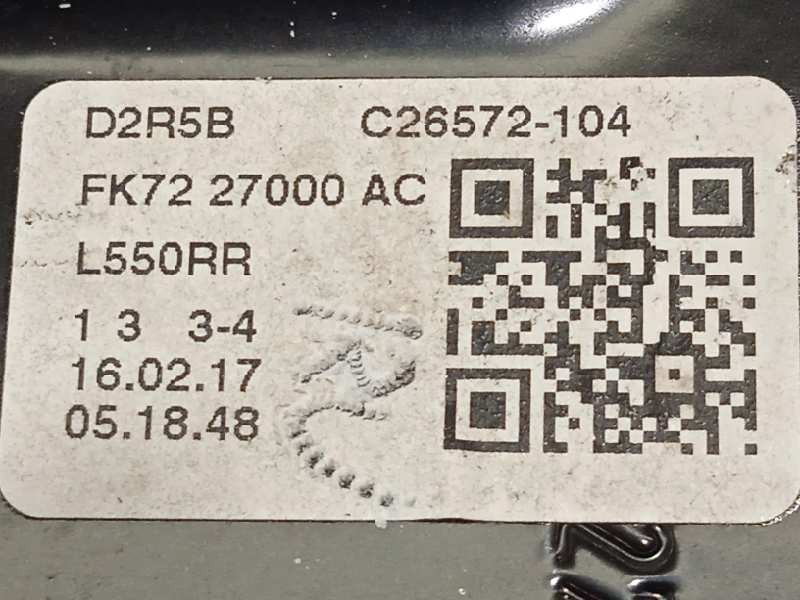 D2R5B C26572-104
FK72 27000 AC
L550RR
1 3 3-4
16.02.17
05.18.48